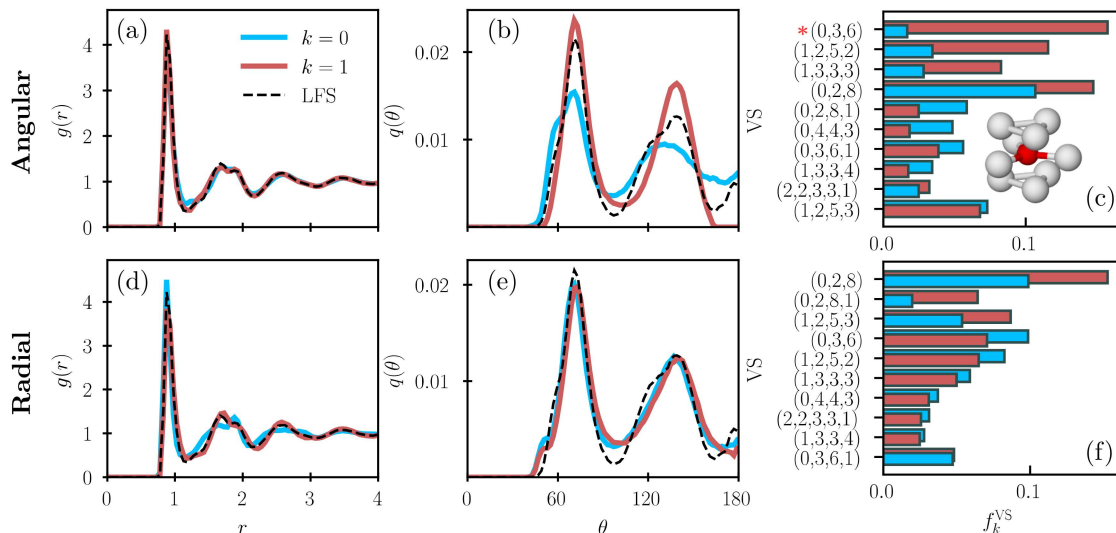 Angular
(a)
g(r)
4
3
2
1
0
0
1
2
3
4
k = 0
k = 1
LFS
(b)
q(θ)
0.02
0.01
(c)
VS
* (0,3,6)
(1,2,5,2)
(1,3,3,3)
(0,2,8)
(0,2,8,1)
(0,4,4,3)
(0,3,6,1)
(1,3,3,4)
(2,2,3,3,1)
(1,2,5,3)
0.0
0.1
Radial
(d)
g(r)
4
3
2
1
0
0
1
2
3
4
r
(e)
q(θ)
0.02
0.01
60
120
180
θ
(f)
VS
(0,2,8)
(0,2,8,1)
(1,2,5,3)
(0,3,6)
(1,2,5,2)
(1,3,3,3)
(0,4,4,3)
(2,2,3,3,1)
(1,3,3,4)
(0,3,6,1)
0.0
0.1
f_k^VS